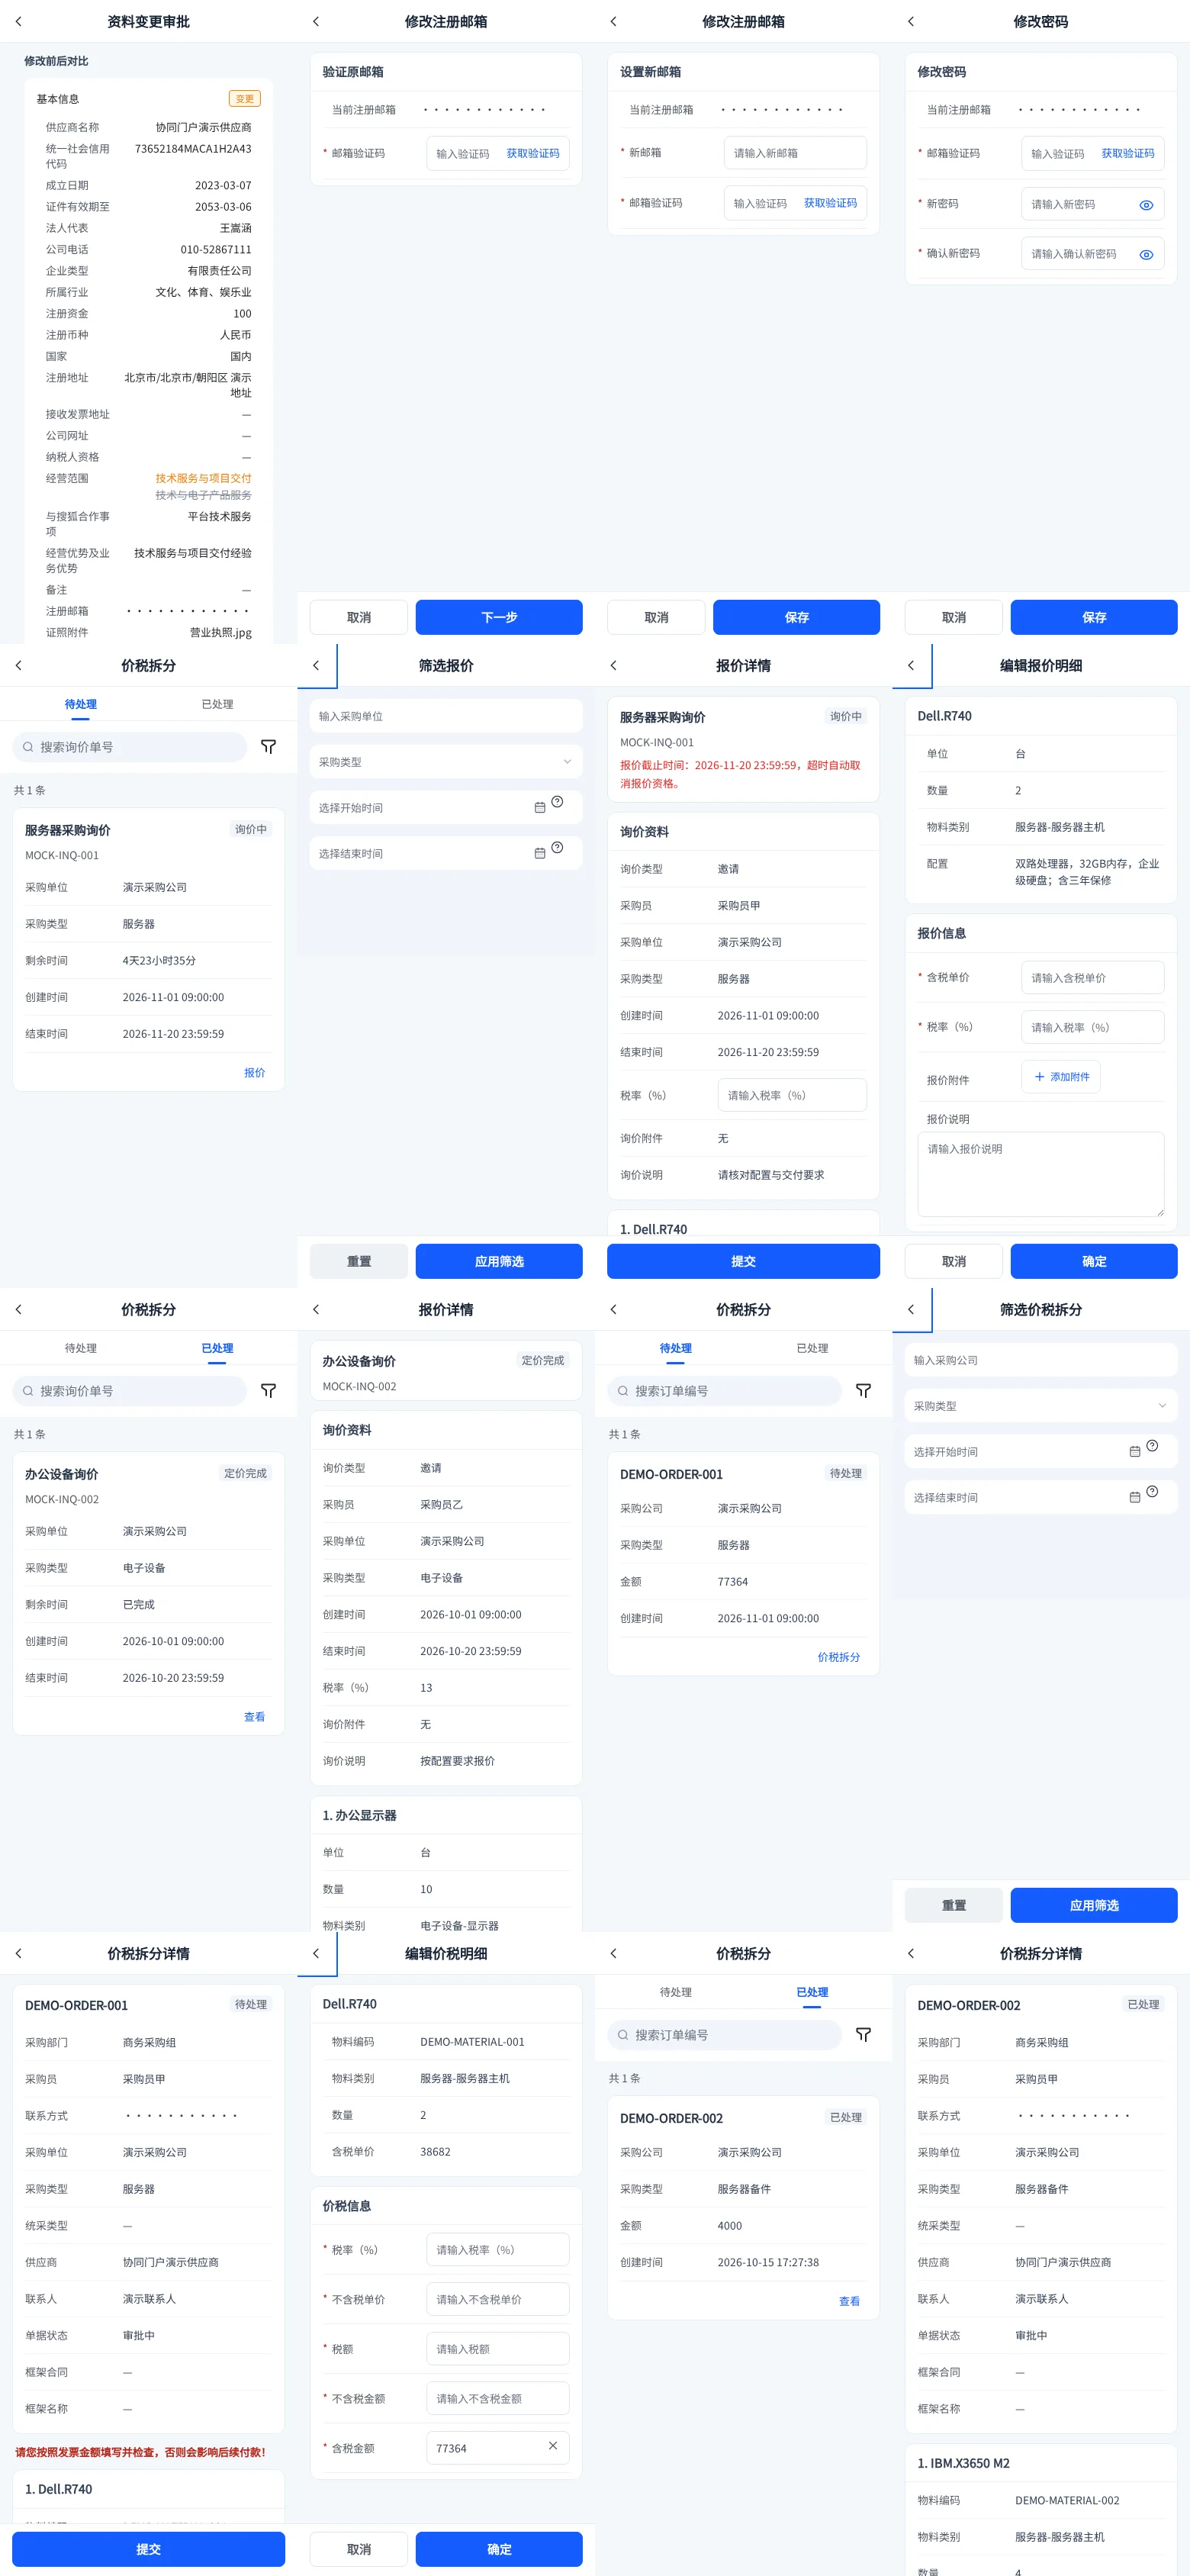 资料变更审批
修改前后对比
基本信息
变更
供应商名称
协同门户演示供应商
统一社会信用代码
73652184MACA1H2A43
成立日期
2023-03-07
证件有效期至
2053-03-06
法人代表
王嵩涵
公司电话
010-52867111
企业类型
有限责任公司
所属行业
文化、体育、娱乐业
注册资金
100
注册币种
人民币
国家
国内
注册地址
北京市/北京市/朝阳区 演示地址
接收发票地址
—
公司网址
—
纳税人资格
—
经营范围
技术服务与项目交付
技术与电子产品服务
与搜狐合作事项
平台技术服务
经营优势及业务优势
技术服务与项目交付经验
备注
—
注册邮箱
············
证照附件
营业执照.jpg
修改注册邮箱
验证原邮箱
当前注册邮箱
············
* 邮箱验证码
输入验证码
获取验证码
取消
下一步
修改注册邮箱
设置新邮箱
当前注册邮箱
············
* 新邮箱
请输入新邮箱
* 邮箱验证码
输入验证码
获取验证码
取消
保存
修改密码
修改密码
当前注册邮箱
············
* 邮箱验证码
输入验证码
获取验证码
* 新密码
请输入新密码
* 确认新密码
请输入确认新密码
取消
保存
价税拆分
待处理
已处理
搜索询价单号
共 1 条
服务器采购询价
询价中
MOCK-INQ-001
采购单位
演示采购公司
采购类型
服务器
剩余时间
4天23小时35分
创建时间
2026-11-01 09:00:00
结束时间
2026-11-20 23:59:59
报价
筛选报价
输入采购单位
采购类型
选择开始时间
选择结束时间
重置
应用筛选
报价详情
服务器采购询价
询价中
MOCK-INQ-001
报价截止时间：2026-11-20 23:59:59，超时自动取
消报价资格。
询价资料
询价类型
邀请
采购员
采购员甲
采购单位
演示采购公司
采购类型
服务器
创建时间
2026-11-01 09:00:00
结束时间
2026-11-20 23:59:59
税率（%）
请输入税率（%）
询价附件
无
询价说明
请核对配置与交付要求
1. Dell.R740
提交
编辑报价明细
Dell.R740
单位
台
数量
2
物料类别
服务器-服务器主机
配置
双路处理器，32GB内存，企业
级硬盘；含三年保修
报价信息
* 含税单价
请输入含税单价
* 税率（%）
请输入税率（%）
报价附件
添加附件
报价说明
请输入报价说明
取消
确定
价税拆分
待处理
已处理
搜索询价单号
共 1 条
办公设备询价
定价完成
MOCK-INQ-002
采购单位
演示采购公司
采购类型
电子设备
剩余时间
已完成
创建时间
2026-10-01 09:00:00
结束时间
2026-10-20 23:59:59
查看
报价详情
办公设备询价
定价完成
MOCK-INQ-002
询价资料
询价类型
邀请
采购员
采购员乙
采购单位
演示采购公司
采购类型
电子设备
创建时间
2026-10-01 09:00:00
结束时间
2026-10-20 23:59:59
税率（%）
13
询价附件
无
询价说明
按配置要求报价
1. 办公显示器
单位
台
数量
10
物料类别
电子设备-显示器
价税拆分
待处理
已处理
搜索订单编号
共 1 条
DEMO-ORDER-001
待处理
采购公司
演示采购公司
采购类型
服务器
金额
77364
创建时间
2026-11-01 09:00:00
价税拆分
筛选价税拆分
输入采购公司
采购类型
选择开始时间
选择结束时间
重置
应用筛选
价税拆分详情
DEMO-ORDER-001
待处理
采购部门
商务采购组
采购员
采购员甲
联系方式
···········
采购单位
演示采购公司
采购类型
服务器
统采类型
—
供应商
协同门户演示供应商
联系人
演示联系人
单据状态
审批中
框架合同
—
框架名称
—
请您按照发票金额填写并检查，否则会影响后续付款！
1. Dell.R740
提交
编辑价税明细
Dell.R740
物料编码
DEMO-MATERIAL-001
物料类别
服务器-服务器主机
数量
2
含税单价
38682
价税信息
* 税率（%）
请输入税率（%）
* 不含税单价
请输入不含税单价
* 税额
请输入税额
* 不含税金额
请输入不含税金额
* 含税金额
77364
取消
确定
价税拆分
待处理
已处理
搜索订单编号
共 1 条
DEMO-ORDER-002
已处理
采购公司
演示采购公司
采购类型
服务器备件
金额
4000
创建时间
2026-10-15 17:27:38
查看
价税拆分详情
DEMO-ORDER-002
已处理
采购部门
商务采购组
采购员
采购员甲
联系方式
···········
采购单位
演示采购公司
采购类型
服务器备件
统采类型
—
供应商
协同门户演示供应商
联系人
演示联系人
单据状态
审批中
框架合同
—
框架名称
—
1. IBM.X3650 M2
物料编码
DEMO-MATERIAL-002
物料类别
服务器-服务器主机
数量
4